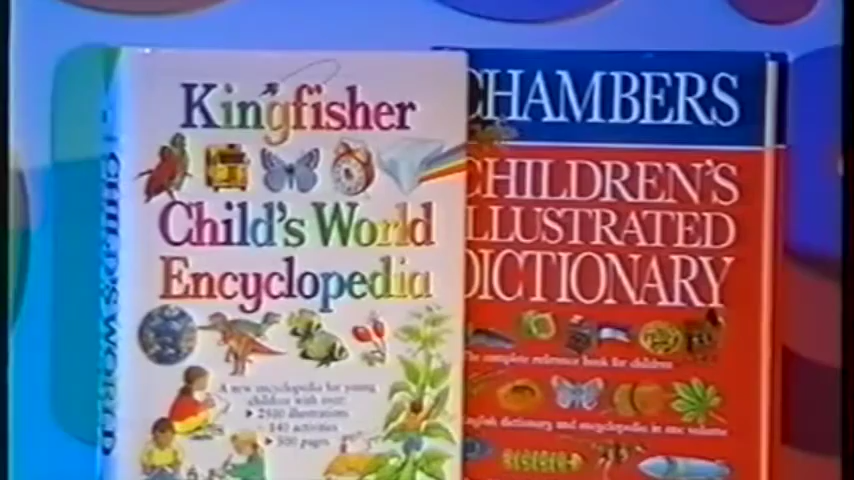 Kingfisher
Child's World
Encyclopedia
A new encyclopedia for young
children with over:
2500 illustrations
140 activities
500 pages
CHILD'S WORLD
CHAMBERS
CHILDREN'S
ILLUSTRATED
DICTIONARY
The complete reference book for children
English dictionary and encyclopedia in one volume